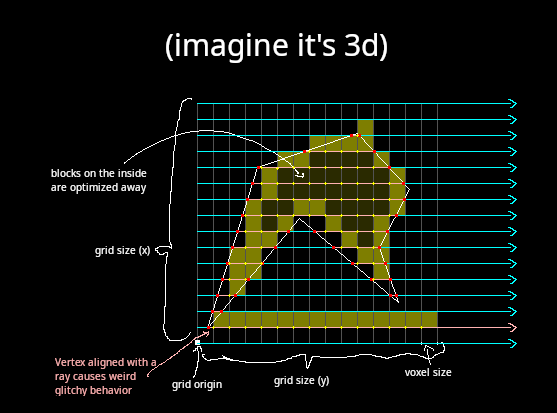 (imagine it's 3d)
blocks on the inside
are optimized away
grid size (x)
Vertex aligned with a
ray causes weird
glitchy behavior
grid origin
grid size (y)
voxel size